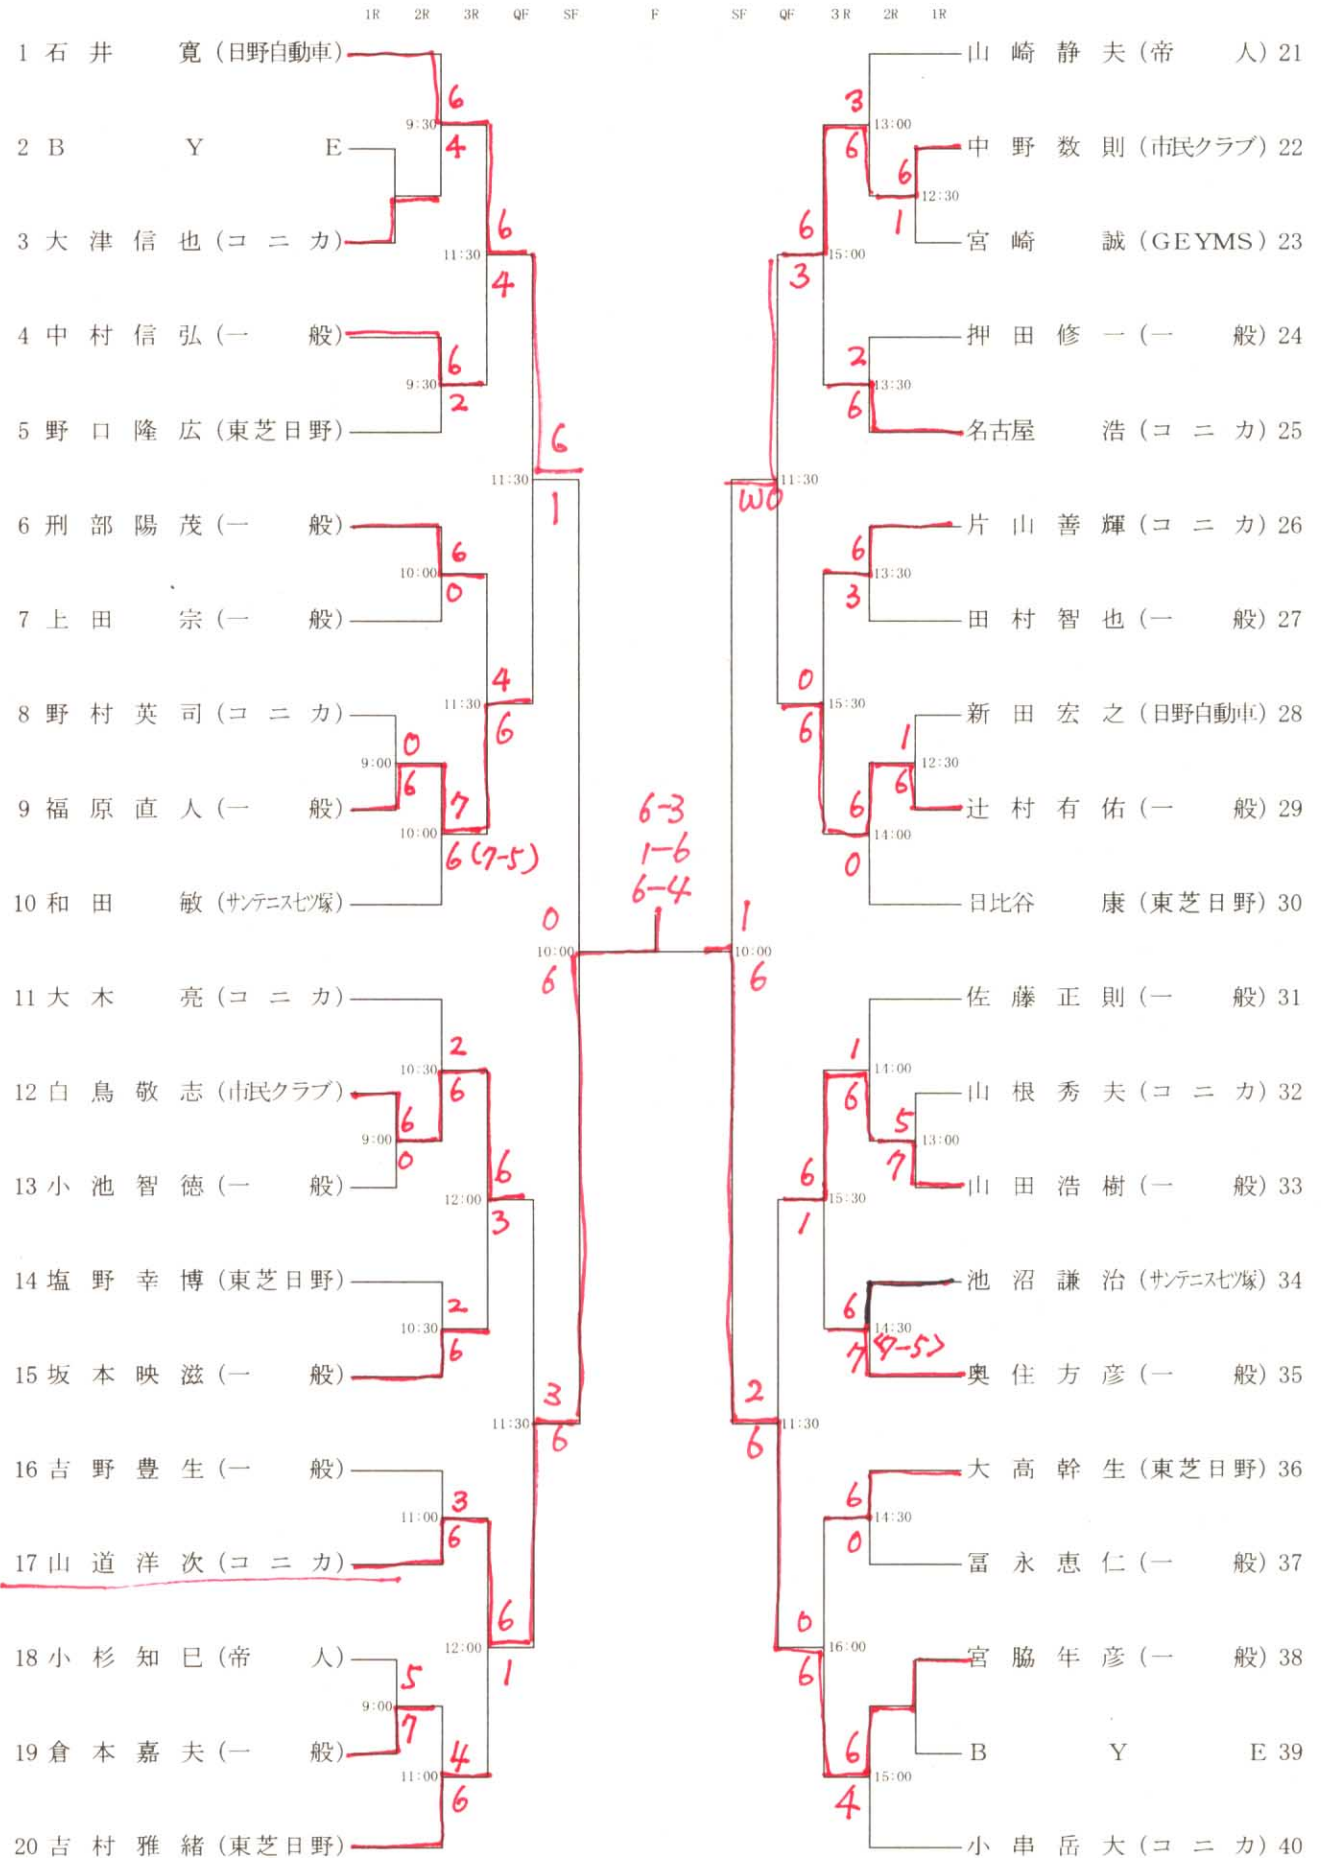 1R 2R 3R QF SF F SF QF 3R 2R 1R
1 石井 寛 (日野自動車)
2 BYE
3 大津信也 (コニカ)
4 中村信弘 (一般)
5 野口隆広 (東芝日野)
6 刑部陽茂 (一般)
7 上田 宗 (一般)
8 野村英司 (コニカ)
9 福原直人 (一般)
10 和田 敏 (サンテニス七ツ塚)
11 大木 亮 (コニカ)
12 白鳥敬志 (市民クラブ)
13 小池智徳 (一般)
14 塩野幸博 (東芝日野)
15 坂本映滋 (一般)
16 吉野豊生 (一般)
17 山道洋次 (コニカ)
18 小杉知巳 (帝人)
19 倉本嘉夫 (一般)
20 吉村雅緒 (東芝日野)
9:30
6
4
11:30
6
4
9:30
6
2
11:30
6
1
10:00
6
0
11:30
4
6
9:00
0
6
10:00
7
6 (7-5)
10:00
0
6
10:30
2
6
9:00
6
0
12:00
6
3
10:30
2
6
11:30
3
6
11:00
3
6
12:00
6
1
9:00
5
7
11:00
4
6
6-3
1-6
6-4
山崎静夫 (帝人) 21
中野数則 (市民クラブ) 22
宮崎 誠 (GEYMS) 23
押田修一 (一般) 24
名古屋 浩 (コニカ) 25
片山善輝 (コニカ) 26
田村智也 (一般) 27
新田宏之 (日野自動車) 28
辻村有佑 (一般) 29
日比谷 康 (東芝日野) 30
佐藤正則 (一般) 31
山根秀夫 (コニカ) 32
山田浩樹 (一般) 33
池沼謙治 (サンテニス七ツ塚) 34
奥住方彦 (一般) 35
大高幹生 (東芝日野) 36
冨永恵仁 (一般) 37
宮脇年彦 (一般) 38
BYE 39
小串岳大 (コニカ) 40
3
13:00
6
6
12:30
1
6
15:00
3
2
13:30
6
11:30
WO
6
13:30
3
0
15:30
6
1
12:30
6
6
14:00
0
1
10:00
6
1
14:00
6
5
13:00
7
6
15:30
1
6
14:30
7 (7-5)
2
11:30
6
6
14:30
0
0
16:00
6
6
15:00
4